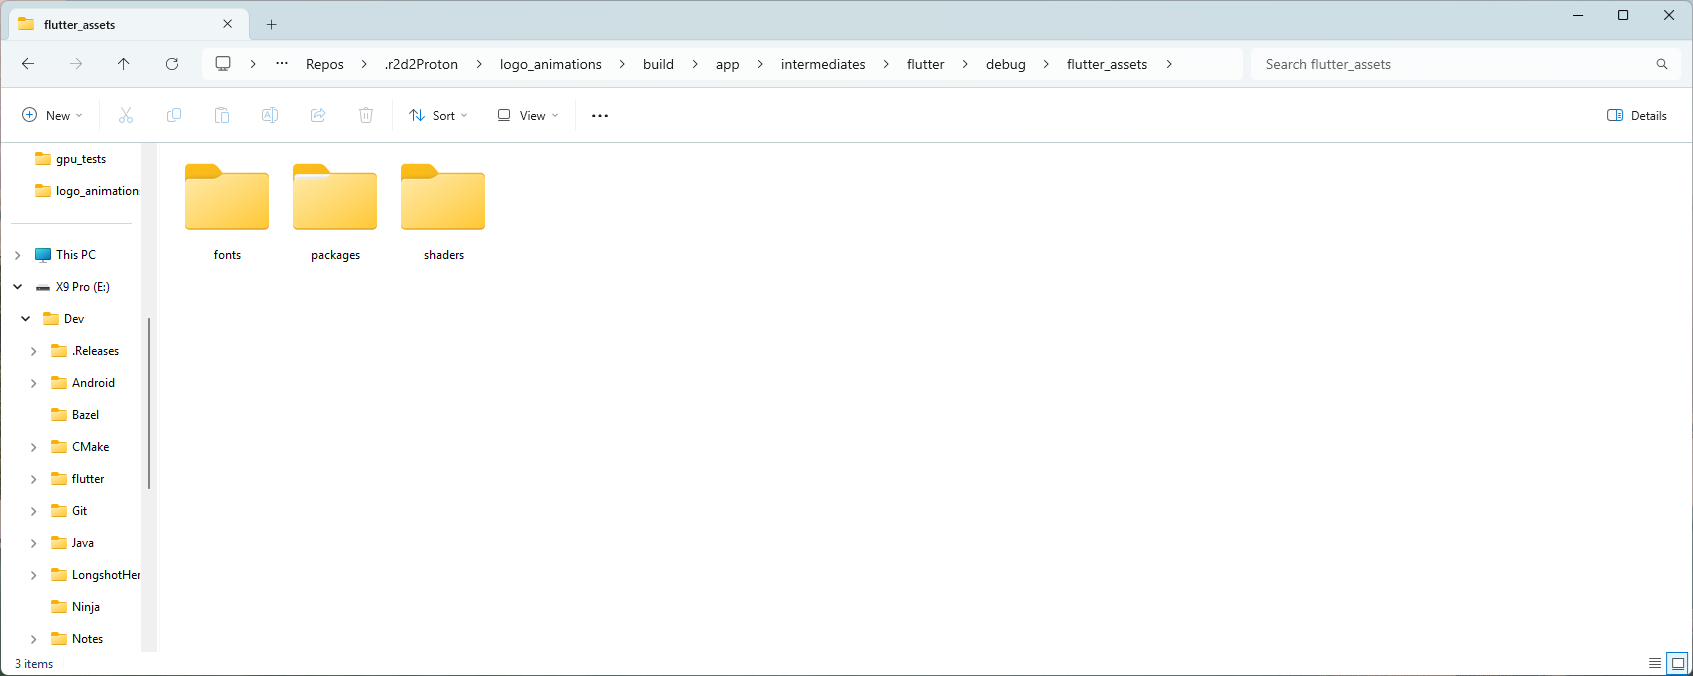 flutter_assets
Repos .r2d2Proton logo_animations build app intermediates flutter debug flutter_assets
Search flutter_assets
New Sort View Details
gpu_tests
logo_animation
This PC
X9 Pro (E:)
Dev
.Releases
Android
Bazel
CMake
flutter
Git
Java
LongshotHer
Ninja
Notes
fonts packages shaders
3 items